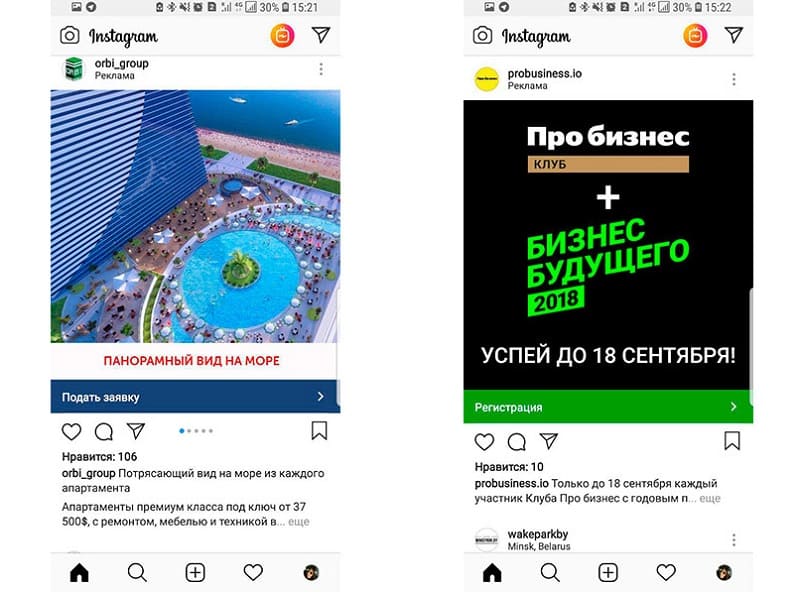 30% 15:21
Instagram
orbi_group
Реклама
ПАНОРАМНЫЙ ВИД НА МОРЕ
Подать заявку
Нравится: 106
orbi_group Потрясающий вид на море из каждого
апартамента
Апартаменты премиум класса под ключ от 37
500$, с ремонтом, мебелью и техникой в... еще
30% 15:22
Instagram
probusiness.io
Реклама
Про бизнес
КЛУБ
+
БИЗНЕС
БУДУЩЕГО
2018
УСПЕЙ ДО 18 СЕНТЯБРЯ!
Регистрация
Нравится: 10
probusiness.io Только до 18 сентября каждый
участник Клуба Про бизнес с годовым п... еще
wakeparkby
Minsk, Belarus